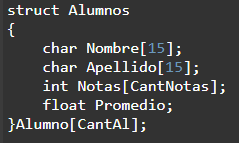 struct Alumnos
{
    char Nombre[15];
    char Apellido[15];
    int Notas[CantNotas];
    float Promedio;
}Alumno[CantAl];